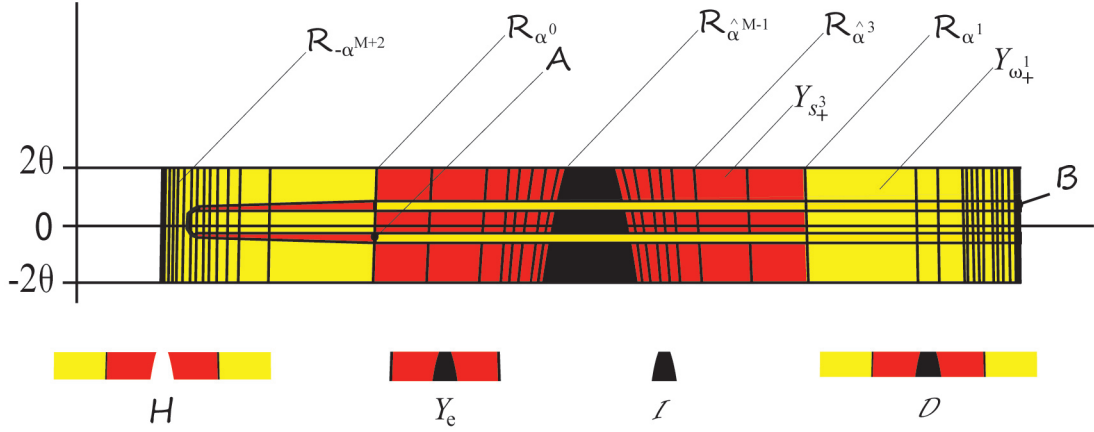 R_{-α^{M+2}} R_{α^0} A R_{α̂^{M-1}} R_{α̂^3} Y_{s_+^3} R_{α^1} Y_{ω_+^1}
2θ
B
0
-2θ
H Y_e I D